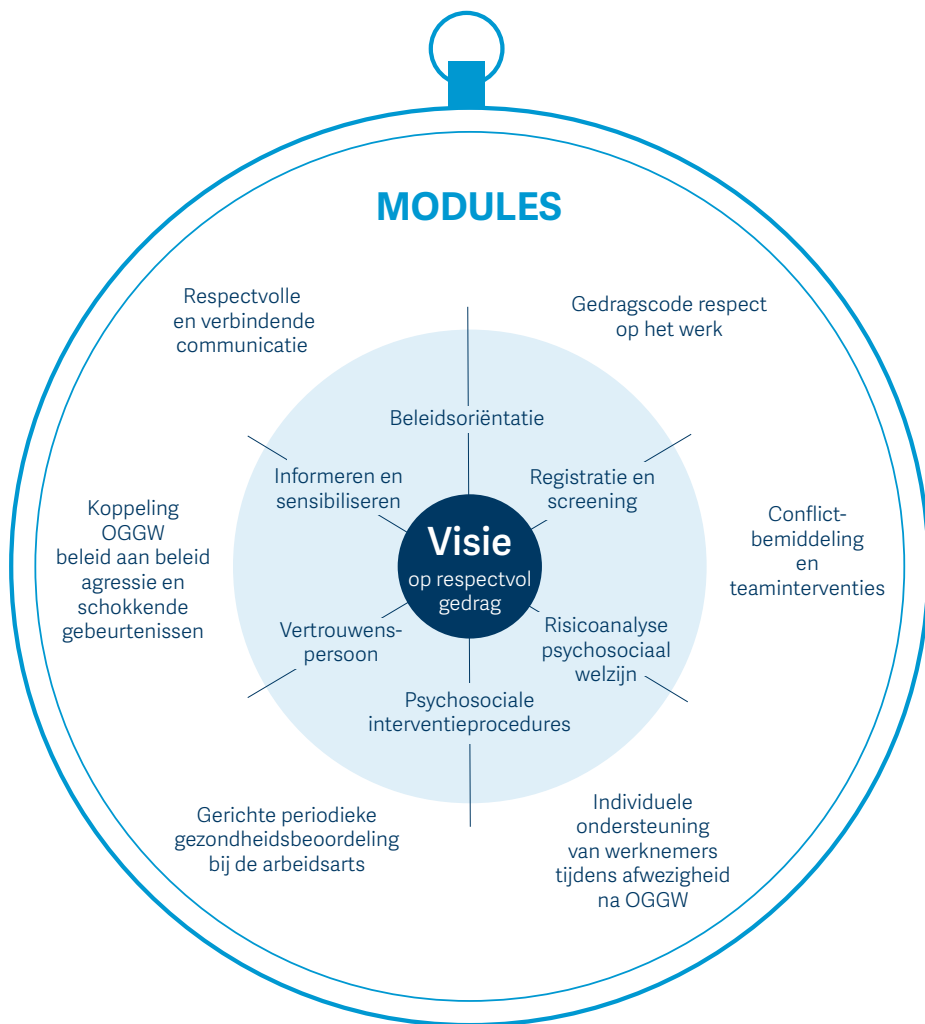 MODULES
Respectvolle
en verbindende
communicatie
Gedragscode respect
op het werk
Beleidsoriëntatie
Informeren en
sensibiliseren
Registratie en
screening
Koppeling
OGGW
beleid aan beleid
agressie en
schokkende
gebeurtenissen
Visie
op respectvol
gedrag
Conflict-
bemiddeling
en
teaminterventies
Vertrouwens-
persoon
Risicoanalyse
psychosociaal
welzijn
Psychosociale
interventieprocedures
Gerichte periodieke
gezondheidsbeoordeling
bij de arbeidsarts
Individuele
ondersteuning
van werknemers
tijdens afwezigheid
na OGGW